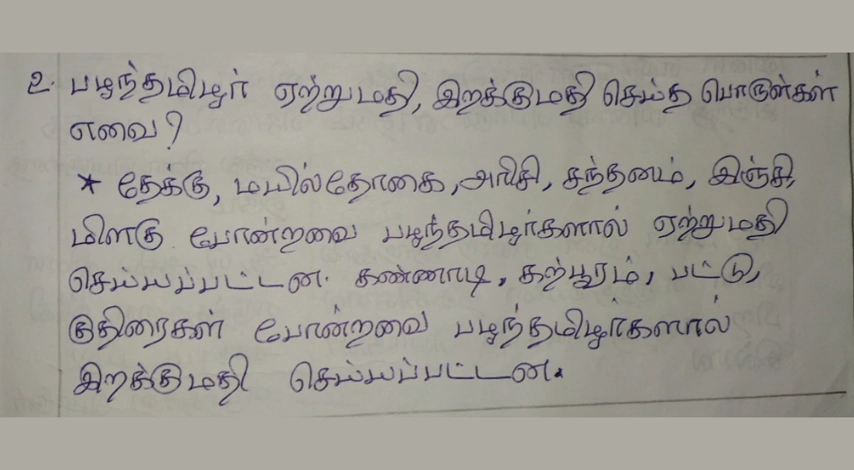 2. பழந்தமிழர் ஏற்றுமதி, இறக்குமதி செய்த பொருள்கள்
எவை?
* தேக்கு, மயில்தோகை, அரிசி, சந்தனம், இஞ்சி,
மிளகு போன்றவை பழந்தமிழர்களால் ஏற்றுமதி
செய்யப்பட்டன. கண்ணாடி, கற்பூரம், பட்டு,
குதிரைகள் போன்றவை பழந்தமிழர்களால்
இறக்குமதி செய்யப்பட்டன.